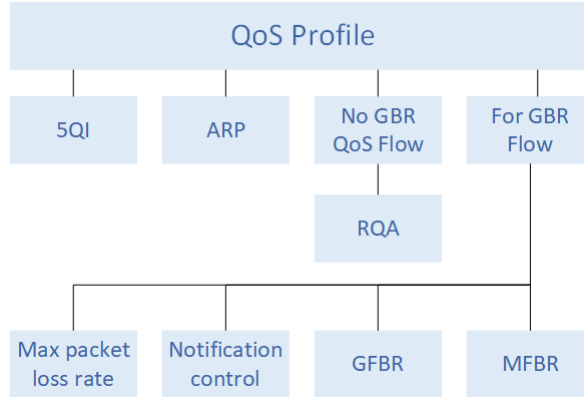 QoS Profile
5QI
ARP
No GBR
QoS Flow
For GBR
Flow
RQA
Max packet
loss rate
Notification
control
GFBR
MFBR